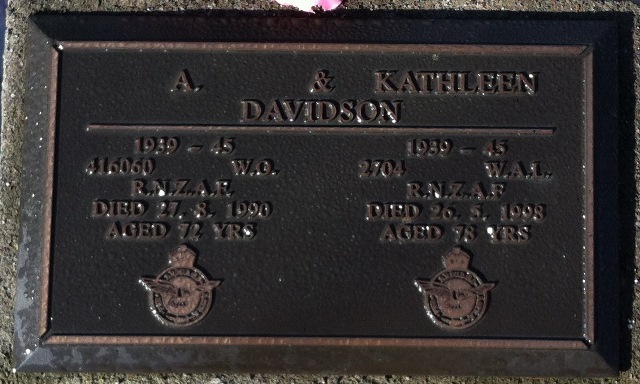 A. & KATHLEEN
DAVIDSON
1939 - 45
416060 W.O.
R.N.Z.A.F.
DIED 27. 8. 1990
AGED 72 YRS
1939 - 45
2704 W.A.1.
R.N.Z.A.F
DIED 26. 5. 1998
AGED 78 YRS